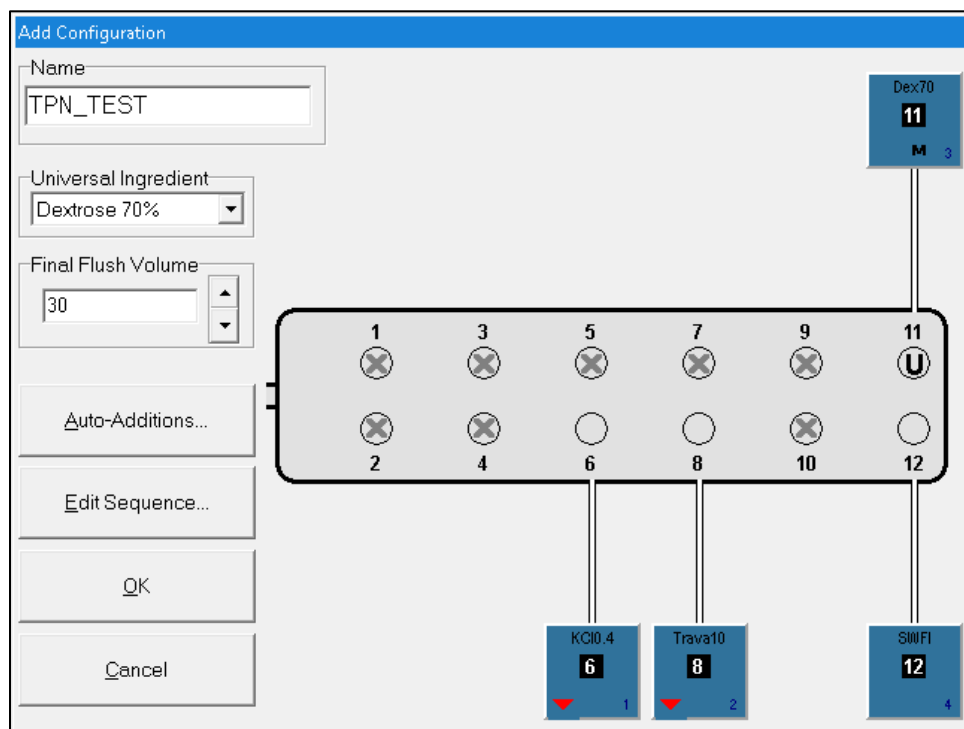 Add Configuration
Name
TPN_TEST
Universal Ingredient
Dextrose 70%
Final Flush Volume
30
Auto-Additions...
Edit Sequence...
OK
Cancel
Dex70
11
M 3
1 3 5 7 9 11
U
2 4 6 8 10 12
KCl0.4
6
1
Trava10
8
2
SWFI
12
4